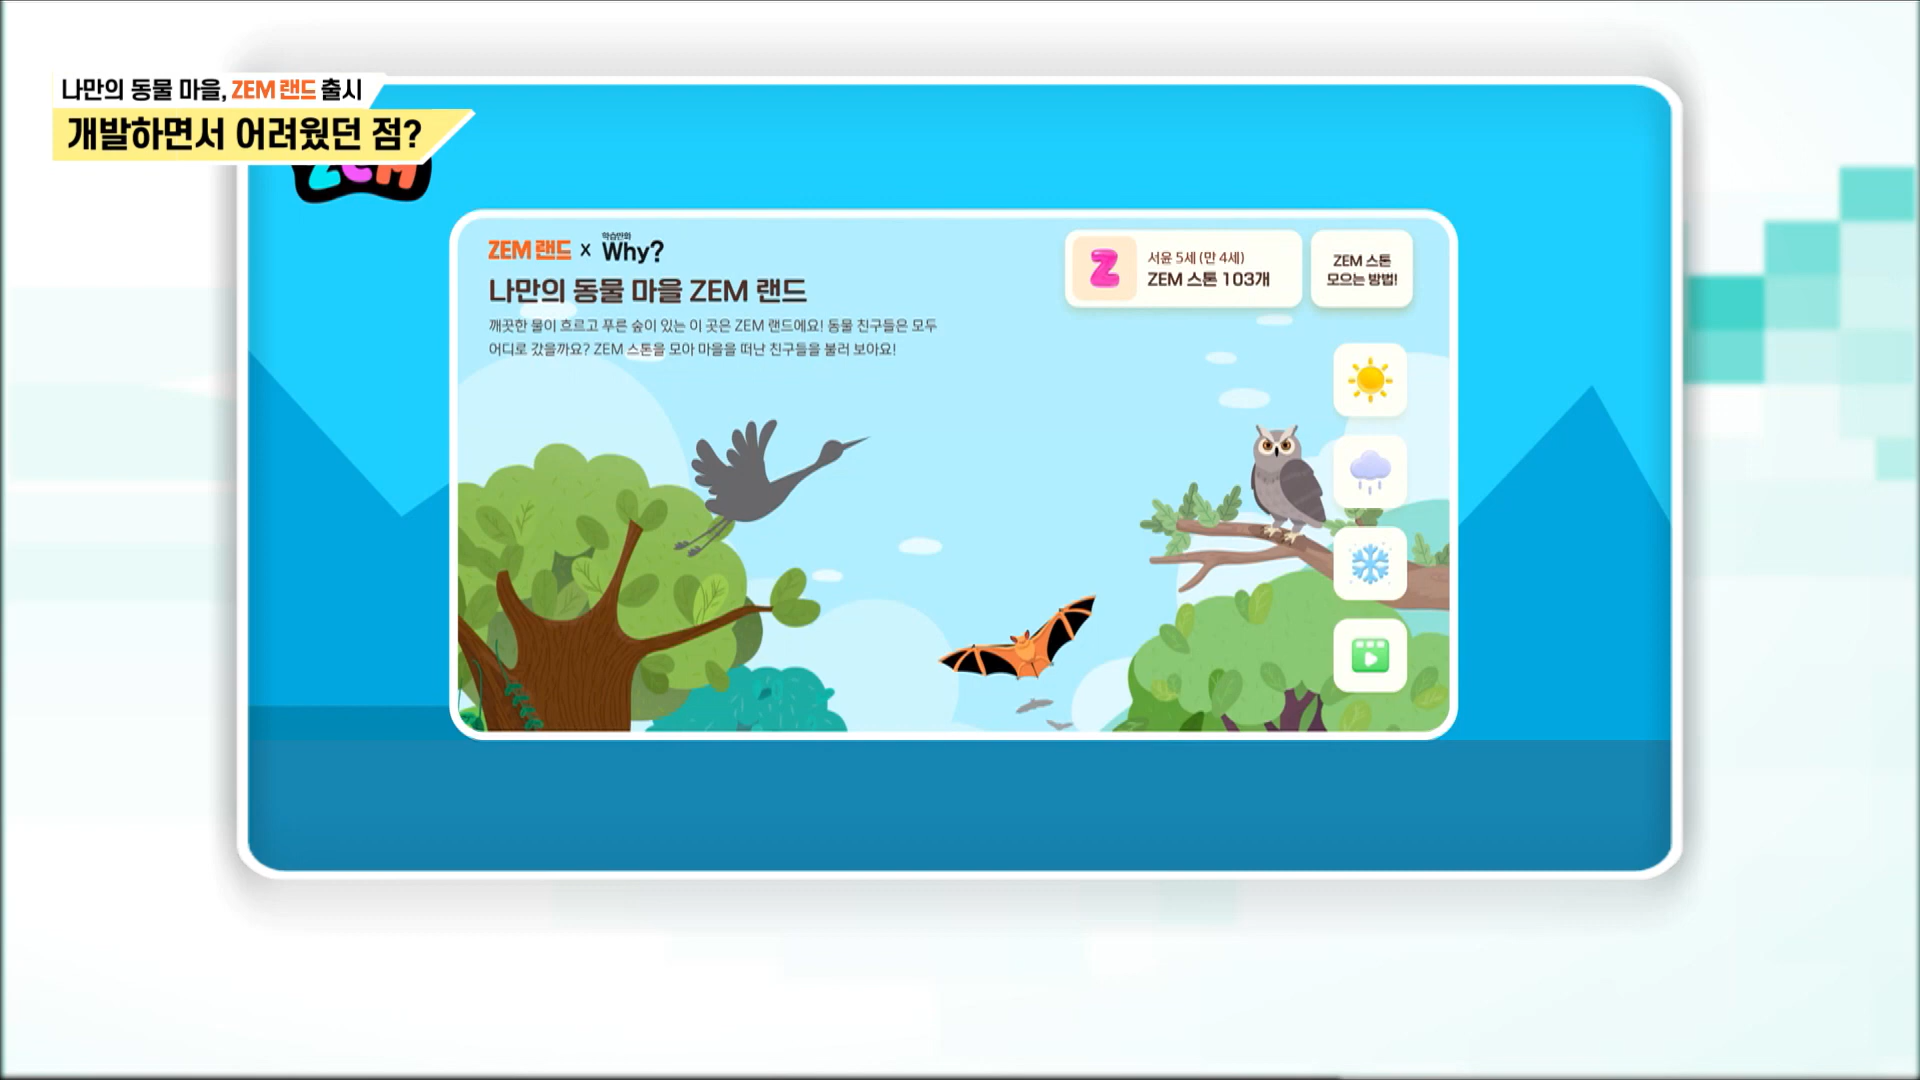 나만의 동물 마을, ZEM 랜드 출시
개발하면서 어려웠던 점?
ZEM
ZEM 랜드 x 학습만화 Why?
나만의 동물 마을 ZEM 랜드
깨끗한 물이 흐르고 푸른 숲이 있는 이 곳은 ZEM 랜드에요! 동물 친구들은 모두
어디로 갔을까요? ZEM 스톤을 모아 마을을 떠난 친구들을 불러 보아요!
Z
서윤 5세 (만 4세)
ZEM 스톤 103개
ZEM 스톤
모으는 방법!